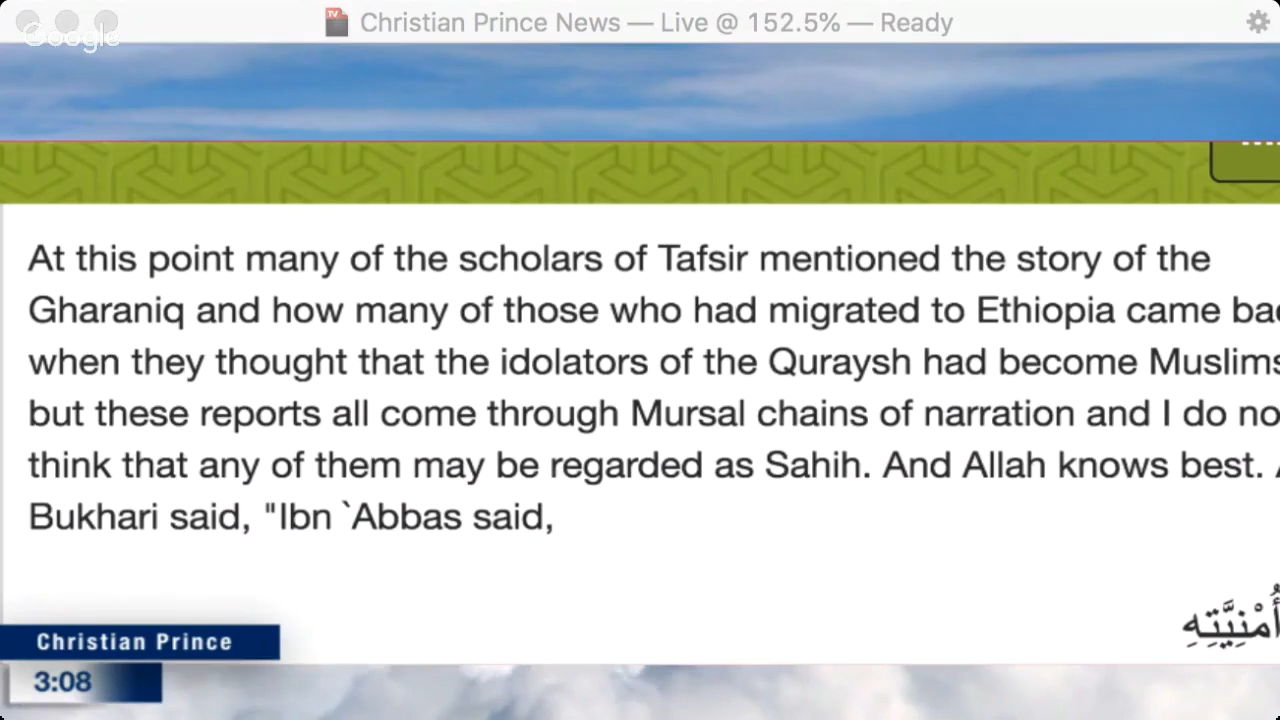 Christian Prince News — Live @ 152.5% — Ready
Google
TV
At this point many of the scholars of Tafsir mentioned the story of the
Gharaniq and how many of those who had migrated to Ethiopia came
when they thought that the idolators of the Quraysh had become Muslims
but these reports all come through Mursal chains of narration and I do
think that any of them may be regarded as Sahih. And Allah knows best.
Bukhari said, "Ibn `Abbas said,
أُمْنِيَّتِهِ
Christian Prince
3:08